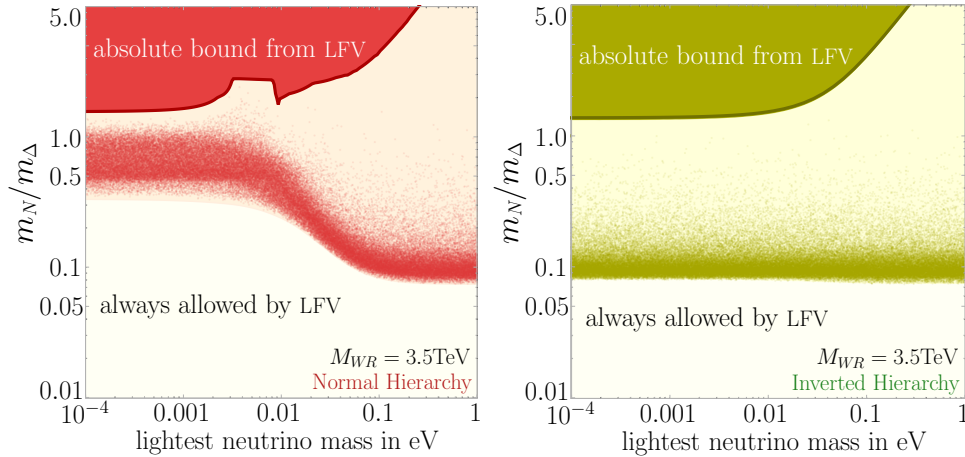 5.0
1.0
0.5
0.1
0.05
0.01
m_N/m_Δ
absolute bound from LFV
always allowed by LFV
M_{WR} = 3.5TeV
Normal Hierarchy
10^{-4}
0.001
0.01
0.1
1
lightest neutrino mass in eV
5.0
1.0
0.5
0.1
0.05
0.01
m_N/m_Δ
absolute bound from LFV
always allowed by LFV
M_{WR} = 3.5TeV
Inverted Hierarchy
10^{-4}
0.001
0.01
0.1
1
lightest neutrino mass in eV